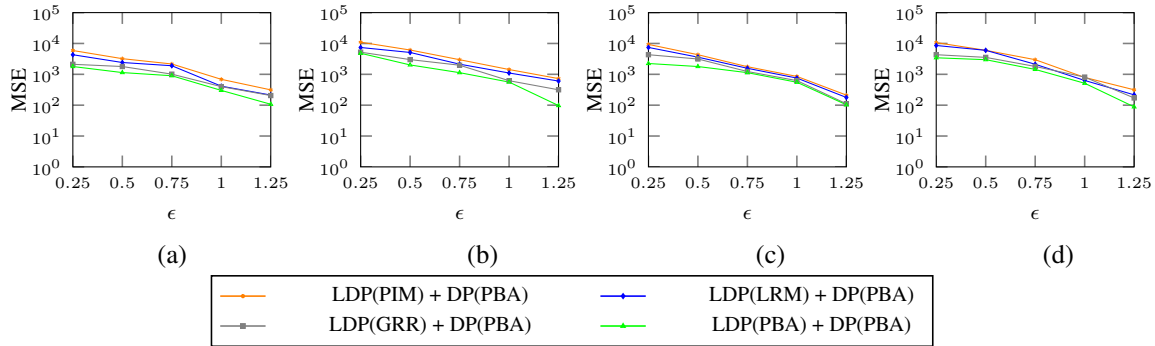 10^5
10^4
10^3
10^2
10^1
10^0
MSE
0.25 0.5 0.75 1 1.25
ϵ
(a)
10^5
10^4
10^3
10^2
10^1
10^0
MSE
0.25 0.5 0.75 1 1.25
ϵ
(b)
10^5
10^4
10^3
10^2
10^1
10^0
MSE
0.25 0.5 0.75 1 1.25
ϵ
(c)
10^5
10^4
10^3
10^2
10^1
10^0
MSE
0.25 0.5 0.75 1 1.25
ϵ
(d)
LDP(PIM) + DP(PBA) LDP(LRM) + DP(PBA)
LDP(GRR) + DP(PBA) LDP(PBA) + DP(PBA)